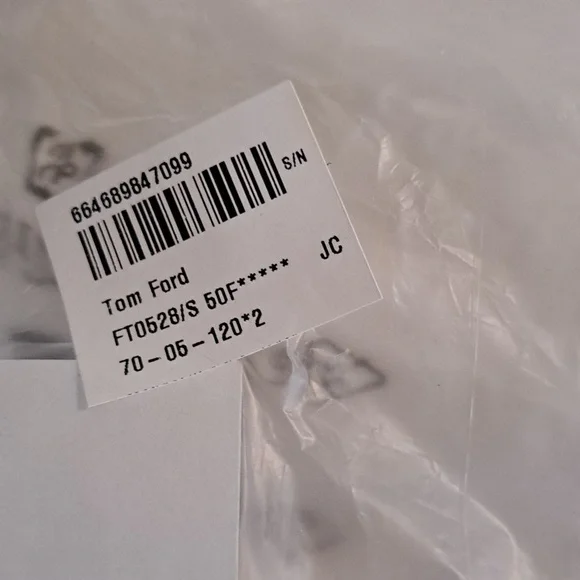 664689847099
S/N
Tom Ford
FT0528/S 50F***** JC
70-05-120*2